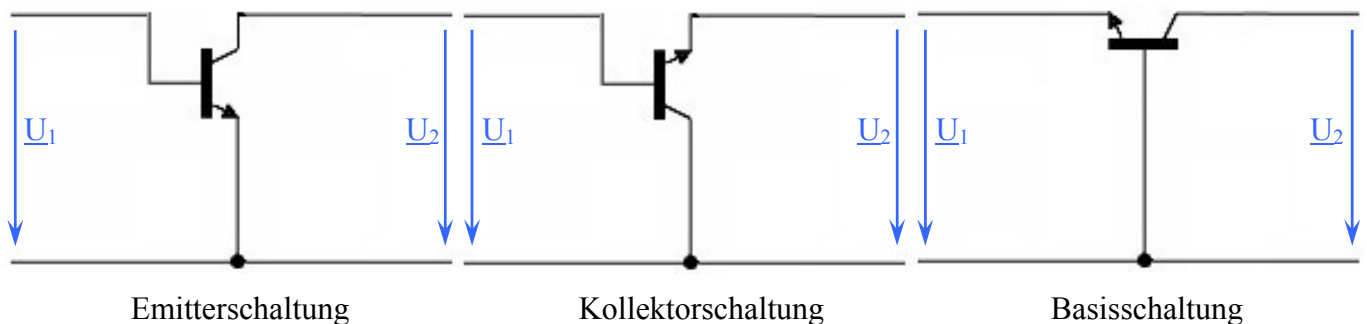 U1 U2 U1 U2 U1 U2
Emitterschaltung Kollektorschaltung Basisschaltung